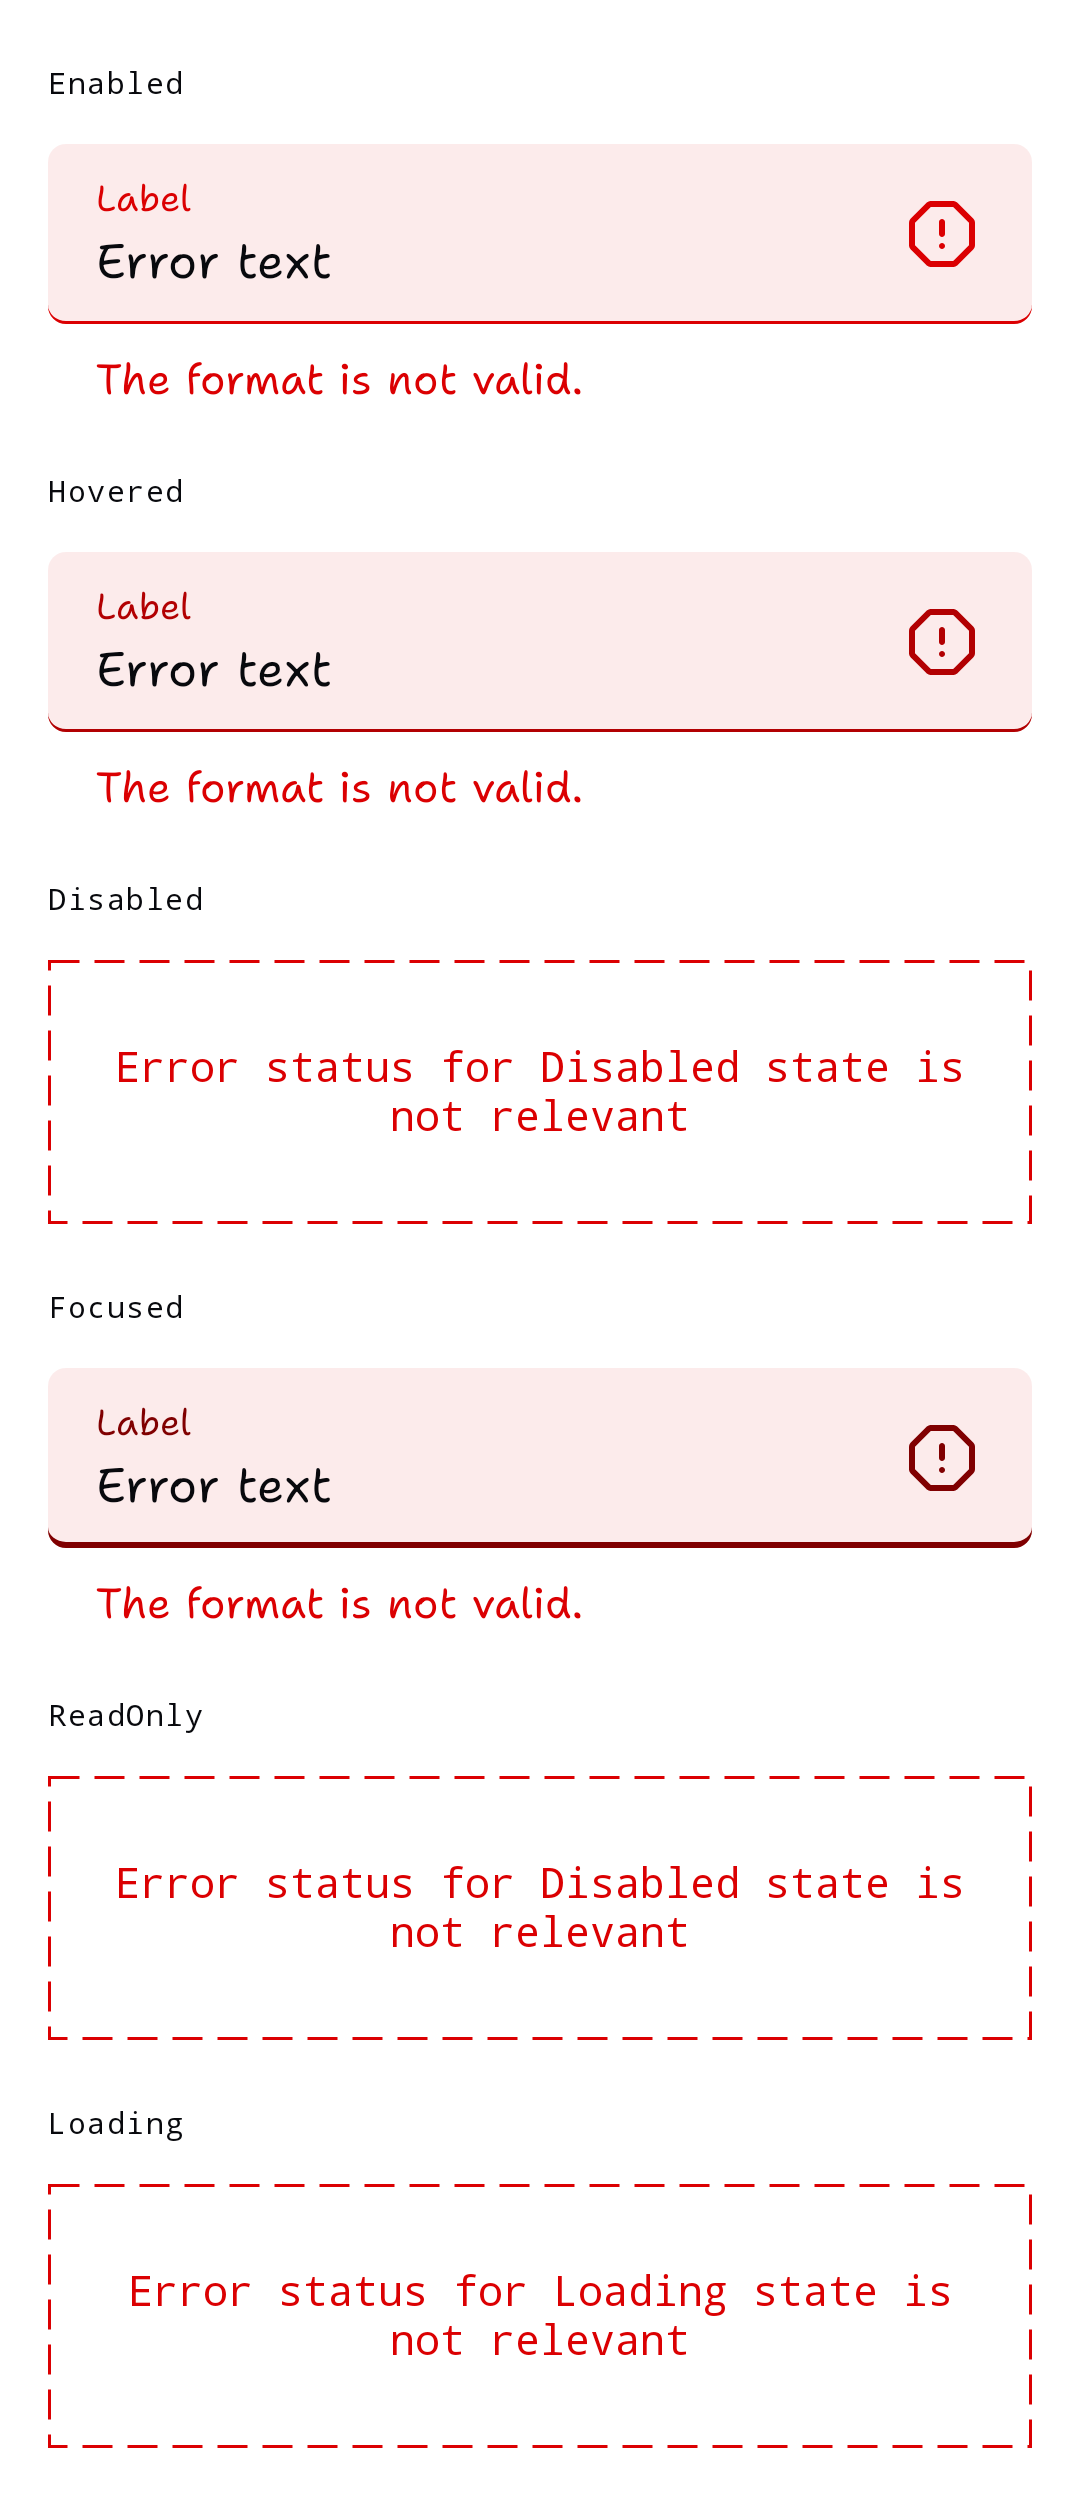 Enabled
Label
Error text
The format is not valid.
Hovered
Label
Error text
The format is not valid.
Disabled
Error status for Disabled state is
not relevant
Focused
Label
Error text
The format is not valid.
ReadOnly
Error status for Disabled state is
not relevant
Loading
Error status for Loading state is
not relevant